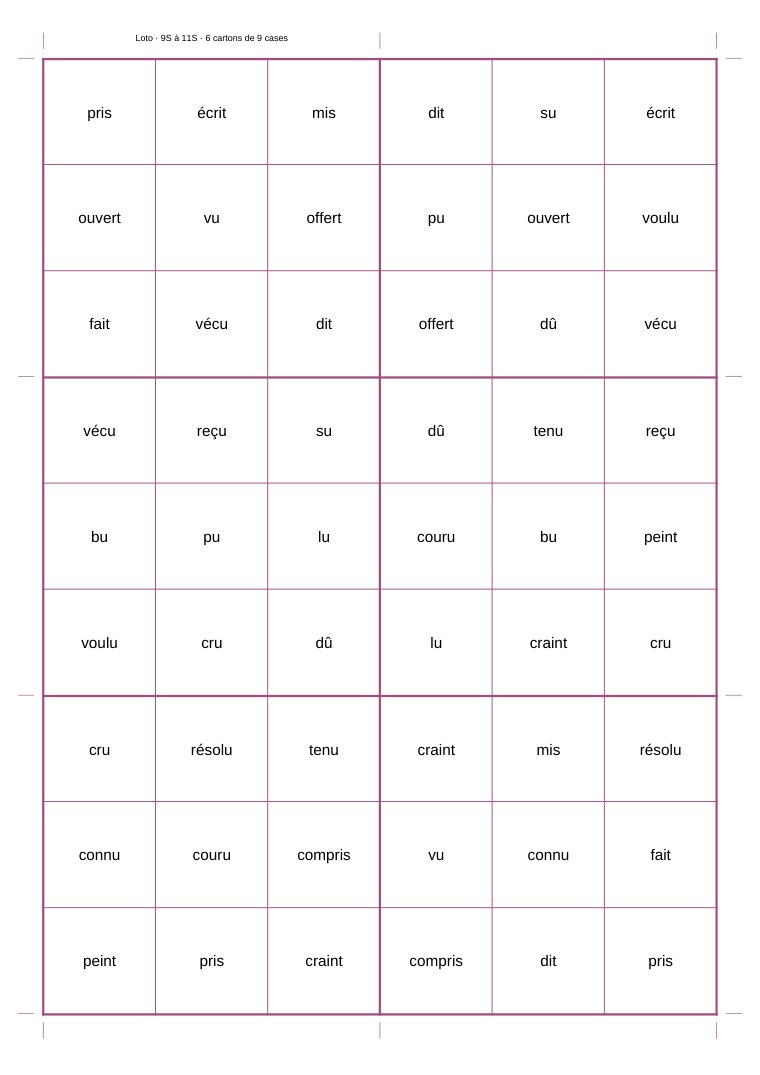 Loto · 9S à 11S · 6 cartons de 9 cases
pris écrit mis dit su écrit
ouvert vu offert pu ouvert voulu
fait vécu dit offert dû vécu
vécu reçu su dû tenu reçu
bu pu lu couru bu peint
voulu cru dû lu craint cru
cru résolu tenu craint mis résolu
connu couru compris vu connu fait
peint pris craint compris dit pris